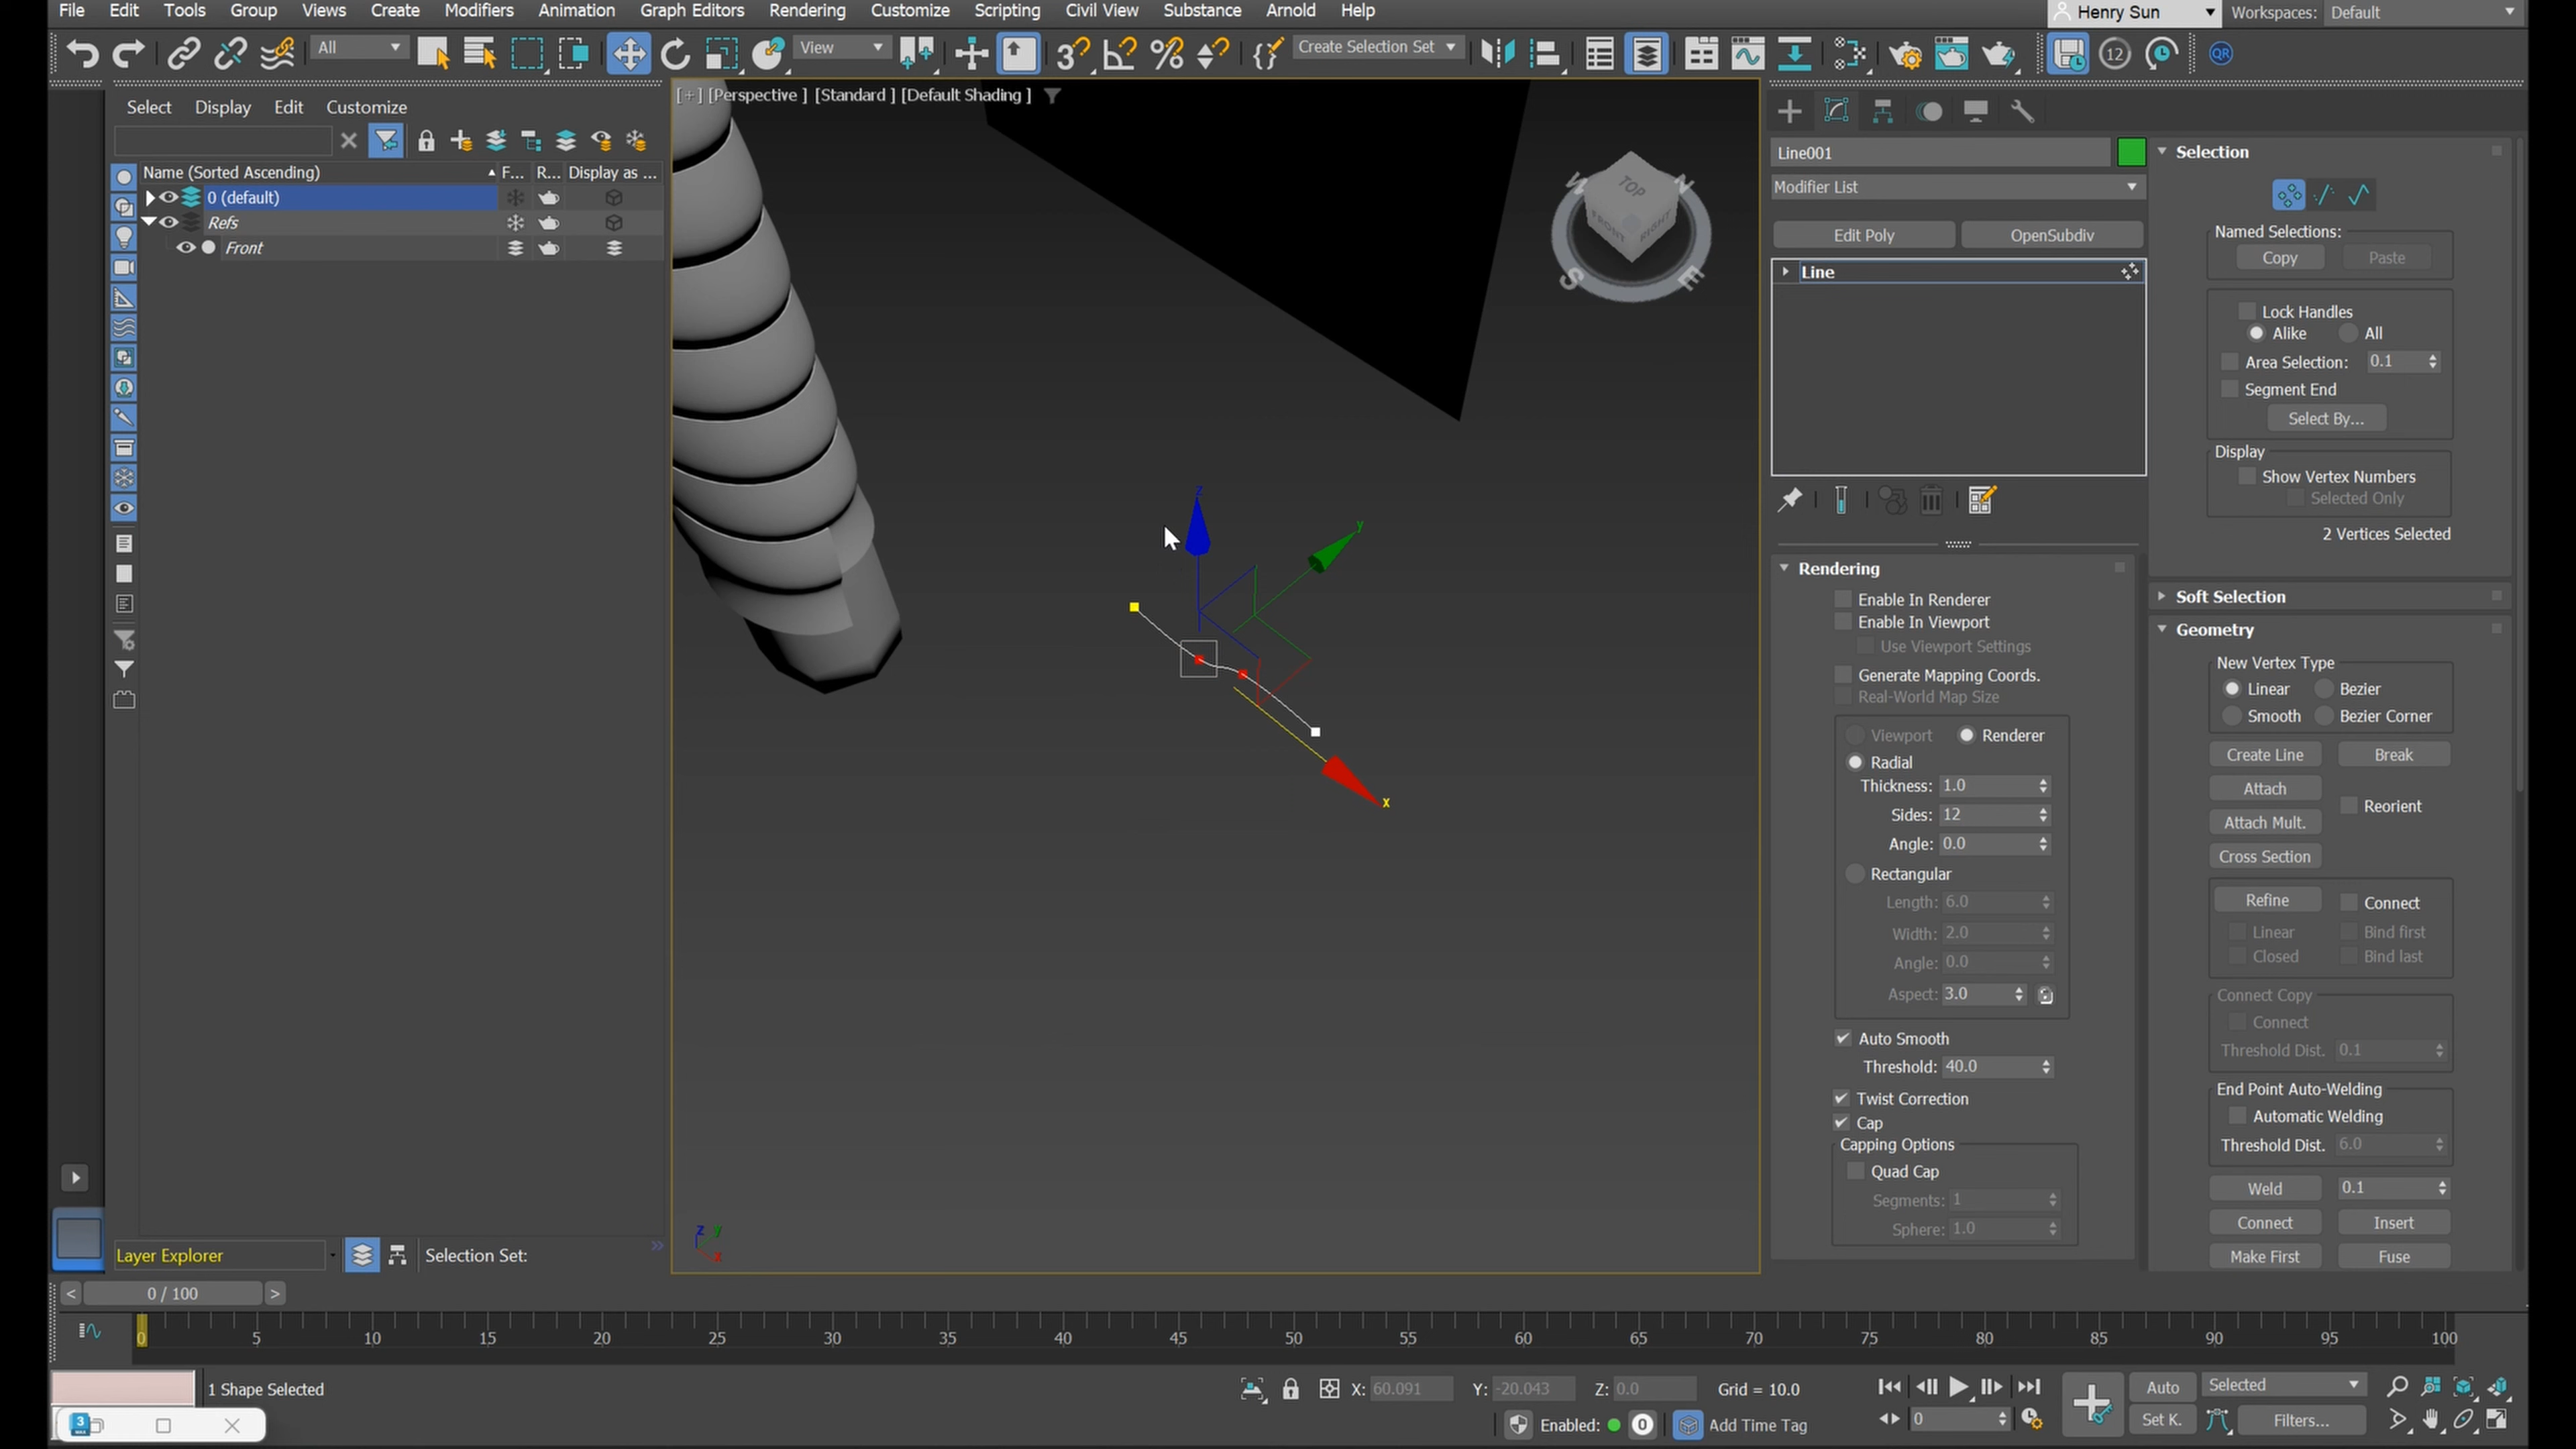 File Edit Tools Group Views Create Modifiers Animation Graph Editors Rendering Customize Scripting Civil View Substance Arnold Help
Henry Sun Workspaces: Default
All View Create Selection Set
Select Display Edit Customize
[+] [Perspective ] [Standard ] [Default Shading ]
Name (Sorted Ascending) F... R... Display as ...
0 (default)
Refs
Front
TOP
FRONT
RIGHT
W
N
S
E
z
y
x
Line001
Modifier List
Edit Poly OpenSubdiv
Line
Rendering
Enable In Renderer
Enable In Viewport
Use Viewport Settings
Generate Mapping Coords.
Real-World Map Size
Viewport Renderer
Radial
Thickness: 1.0
Sides: 12
Angle: 0.0
Rectangular
Length: 6.0
Width: 2.0
Angle: 0.0
Aspect: 3.0
Auto Smooth
Threshold: 40.0
Twist Correction
Cap
Capping Options
Quad Cap
Segments: 1
Sphere: 1.0
Selection
Named Selections:
Copy Paste
Lock Handles
Alike All
Area Selection: 0.1
Segment End
Select By...
Display
Show Vertex Numbers
Selected Only
2 Vertices Selected
Soft Selection
Geometry
New Vertex Type
Linear Bezier
Smooth Bezier Corner
Create Line Break
Attach
Reorient
Attach Mult.
Cross Section
Refine Connect
Linear Bind first
Closed Bind last
Connect Copy
Connect
Threshold Dist. 0.1
End Point Auto-Welding
Automatic Welding
Threshold Dist. 6.0
Weld 0.1
Connect Insert
Make First Fuse
z y
x
Layer Explorer Selection Set:
< 0 / 100 >
0 5 10 15 20 25 30 35 40 45 50 55 60 65 70 75 80 85 90 95 100
1 Shape Selected
X: 60.091 Y: -20.043 Z: 0.0 Grid = 10.0
Auto Selected
Enabled: 0 Add Time Tag
0 Set K. Filters...